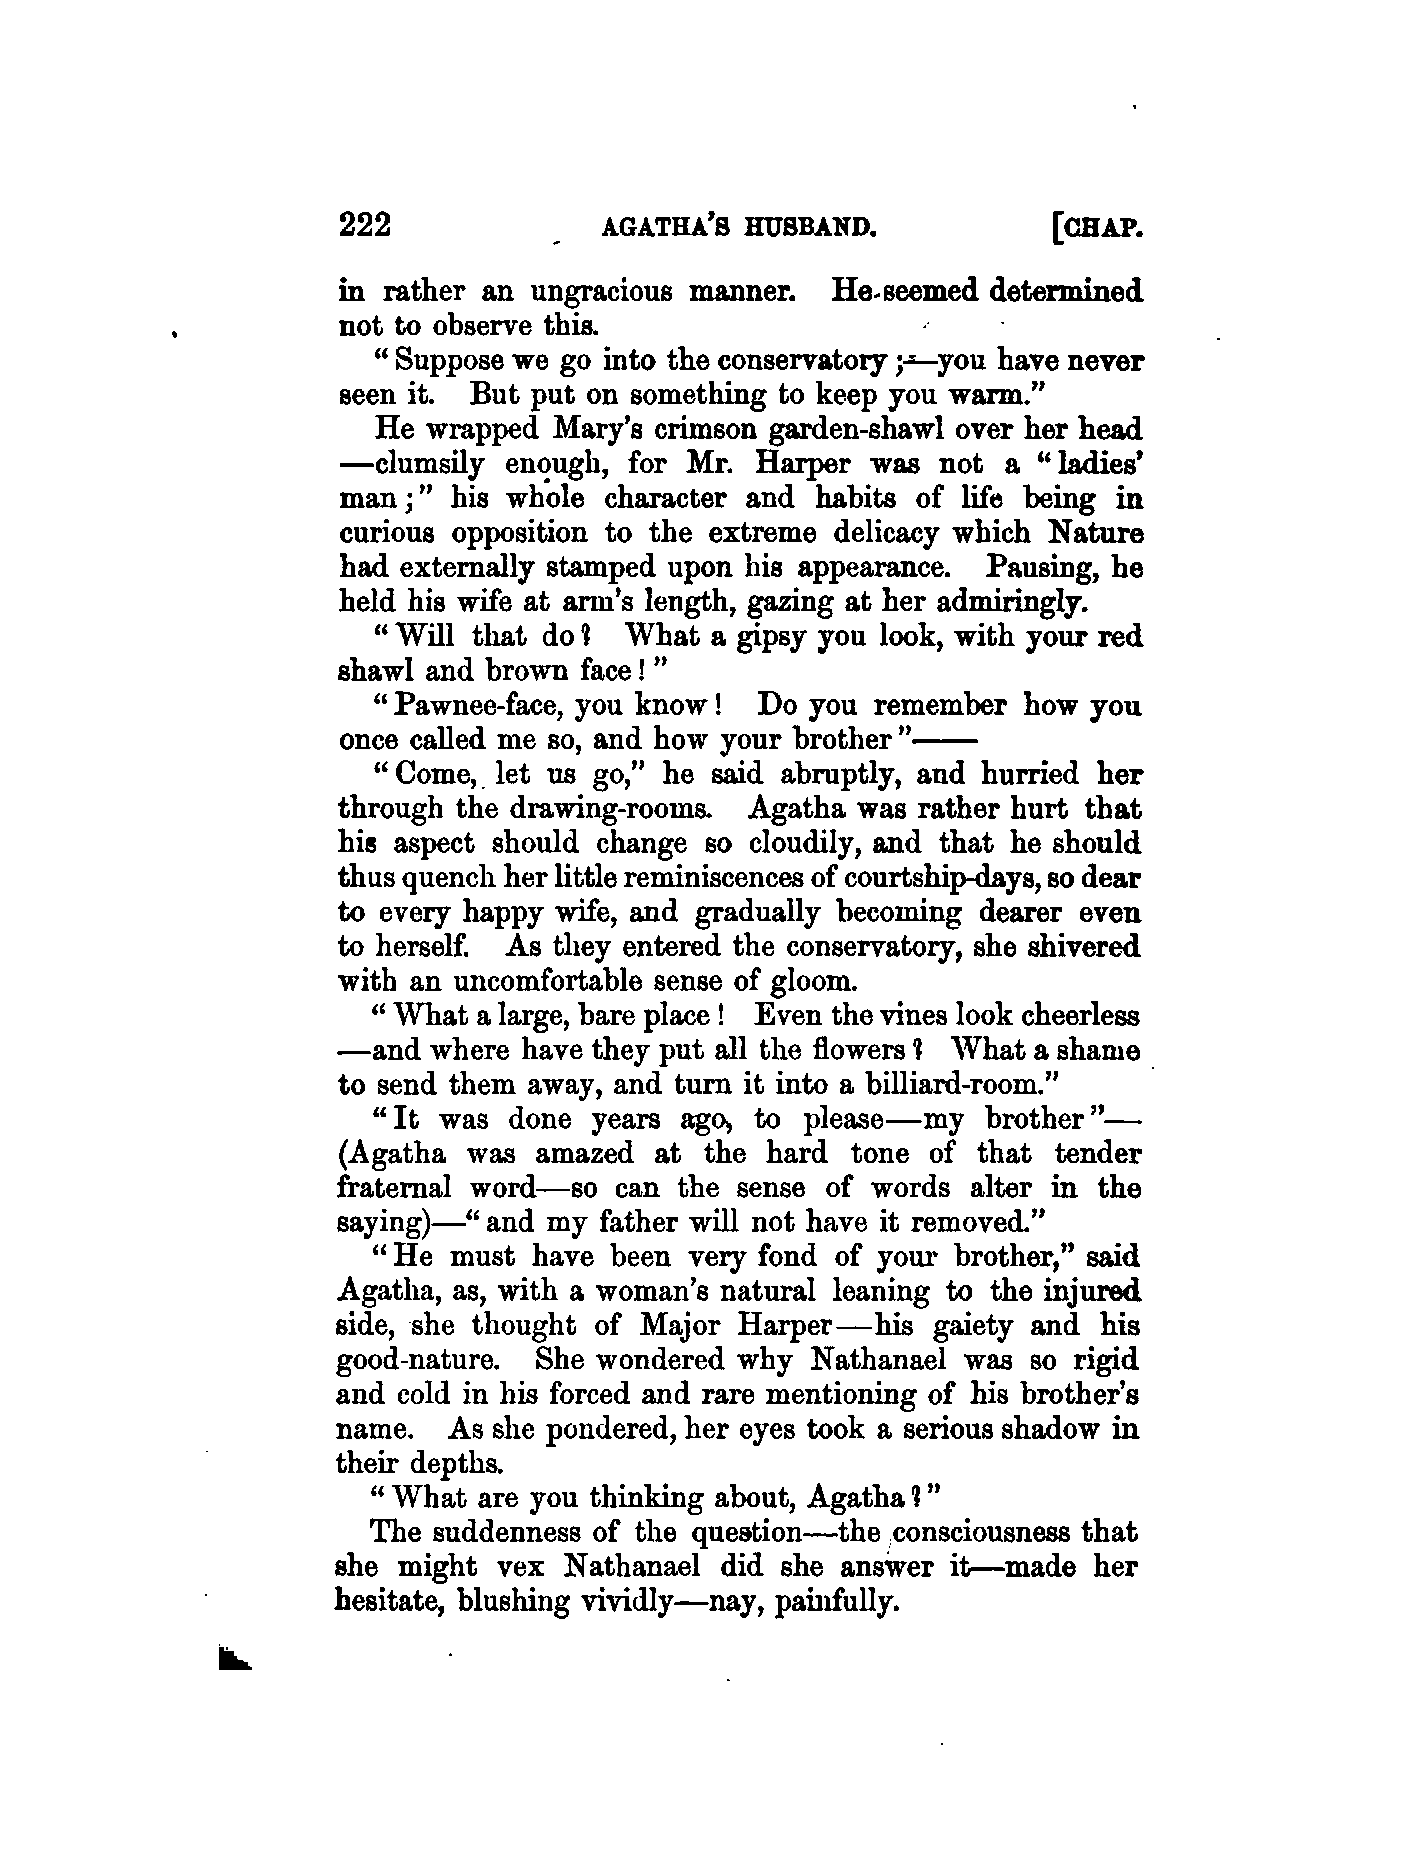 222 AGATHA'S HUSBAND. [CHAP.
in rather an ungracious manner. He seemed determined
not to observe this.
“Suppose we go into the conservatory;—you have never
seen it. But put on something to keep you warm.”
He wrapped Mary's crimson garden-shawl over her head
—clumsily enough, for Mr. Harper was not a “ladies'
man;” his whole character and habits of life being in
curious opposition to the extreme delicacy which Nature
had externally stamped upon his appearance. Pausing, he
held his wife at arm's length, gazing at her admiringly.
“Will that do? What a gipsy you look, with your red
shawl and brown face!”
“Pawnee-face, you know! Do you remember how you
once called me so, and how your brother”——
“Come, let us go,” he said abruptly, and hurried her
through the drawing-rooms. Agatha was rather hurt that
his aspect should change so cloudily, and that he should
thus quench her little reminiscences of courtship-days, so dear
to every happy wife, and gradually becoming dearer even
to herself. As they entered the conservatory, she shivered
with an uncomfortable sense of gloom.
“What a large, bare place! Even the vines look cheerless
—and where have they put all the flowers? What a shame
to send them away, and turn it into a billiard-room.”
“It was done years ago, to please—my brother”—
(Agatha was amazed at the hard tone of that tender
fraternal word—so can the sense of words alter in the
saying)—“and my father will not have it removed.”
“He must have been very fond of your brother,” said
Agatha, as, with a woman's natural leaning to the injured
side, she thought of Major Harper—his gaiety and his
good-nature. She wondered why Nathanael was so rigid
and cold in his forced and rare mentioning of his brother's
name. As she pondered, her eyes took a serious shadow in
their depths.
“What are you thinking about, Agatha?”
The suddenness of the question—the consciousness that
she might vex Nathanael did she answer it—made her
hesitate, blushing vividly—nay, painfully.